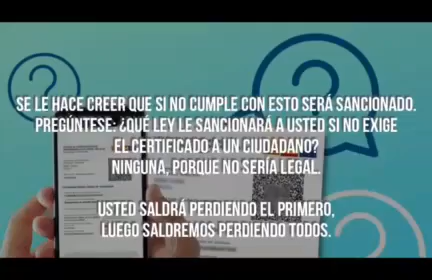 SE LE HACE CREER QUE SI NO CUMPLE CON ESTO SERÁ SANCIONADO.
PREGÚNTESE: ¿QUÉ LEY LE SANCIONARÁ A USTED SI NO EXIGE
EL CERTIFICADO A UN CIUDADANO?
NINGUNA, PORQUE NO SERÍA LEGAL.
USTED SALDRÁ PERDIENDO EL PRIMERO,
LUEGO SALDREMOS PERDIENDO TODOS.